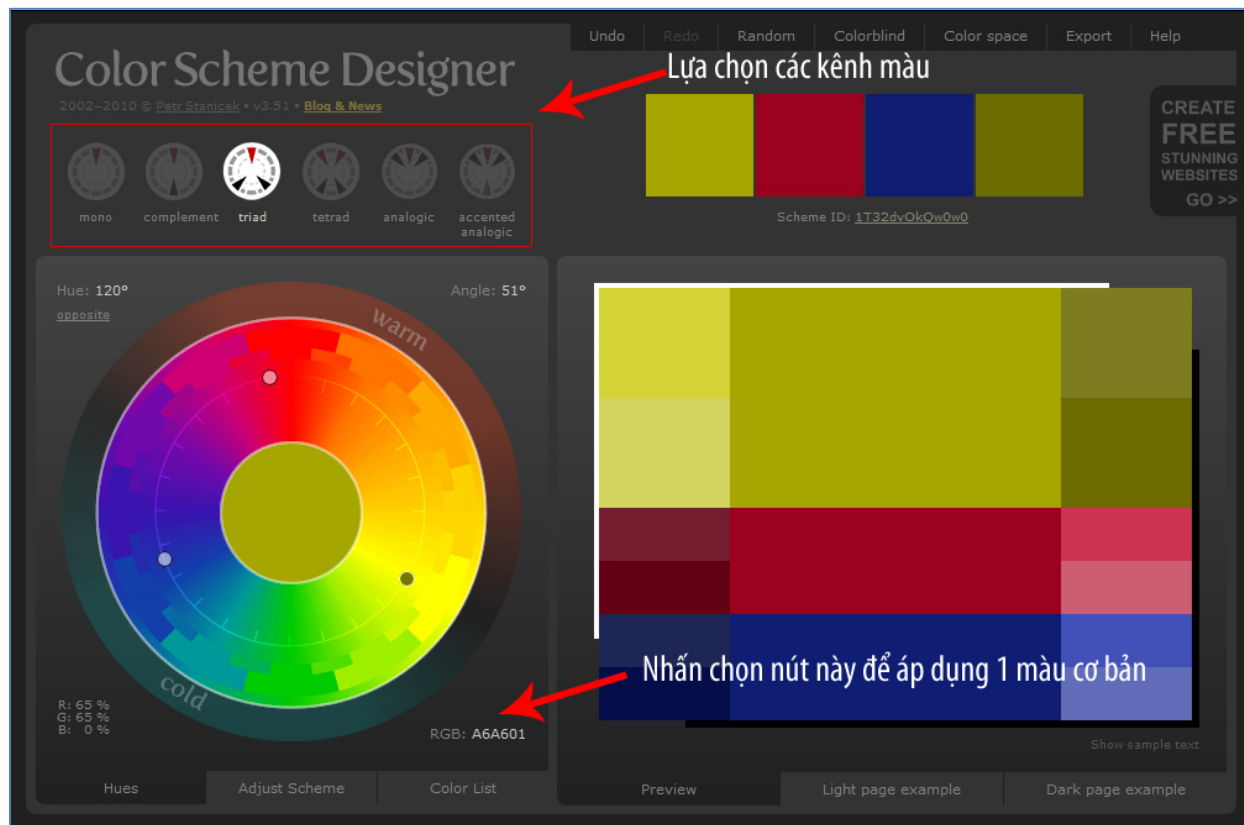 Undo Redo Random Colorblind Color space Export Help
Color Scheme Designer
Lựa chọn các kênh màu
2002–2010 © Petr Stanicek • v3.51 • Blog & News
CREATE
FREE
STUNNING
WEBSITES
GO >>
mono complement triad tetrad analogic accented
analogic
Scheme ID: 1T32dvOkQw0w0
Hue: 120° Angle: 51°
opposite
warm
cold
Nhấn chọn nút này để áp dụng 1 màu cơ bản
R: 65 %
G: 65 %
B: 0 %
RGB: A6A601
Show sample text
Hues Adjust Scheme Color List
Preview Light page example Dark page example